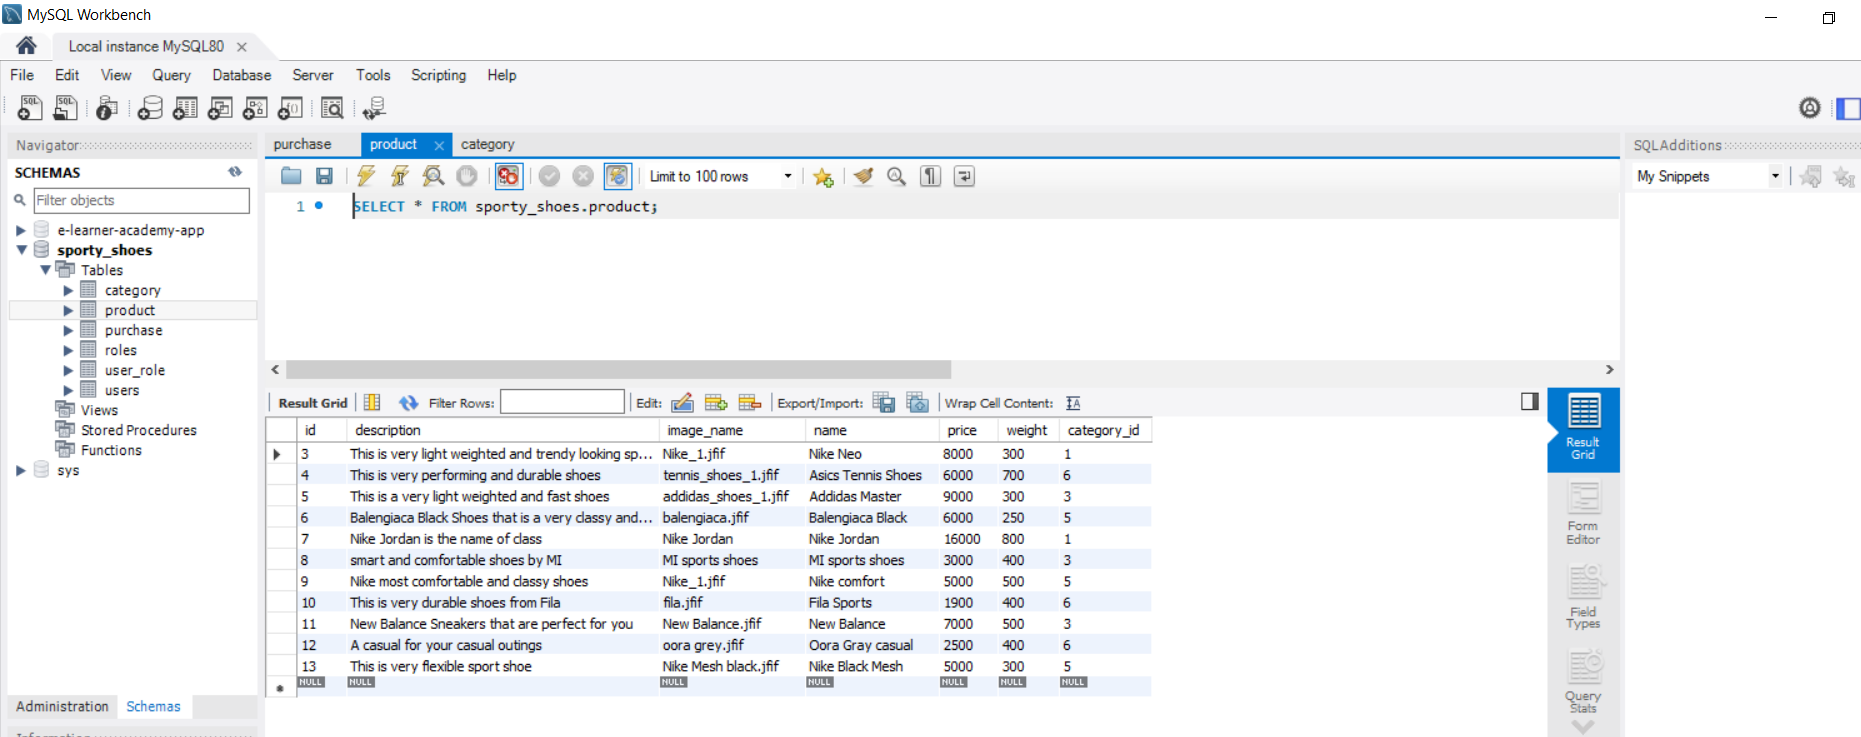 MySQL Workbench
Local instance MySQL80
File Edit View Query Database Server Tools Scripting Help
Navigator
SCHEMAS
Filter objects
e-learner-academy-app
sporty_shoes
Tables
category
product
purchase
roles
user_role
users
Views
Stored Procedures
Functions
sys
Administration Schemas
Information
purchase product category
Limit to 100 rows
1 SELECT * FROM sporty_shoes.product;
Result Grid Filter Rows: Edit: Export/Import: Wrap Cell Content:
id description image_name name price weight category_id
3 This is very light weighted and trendy looking sp... Nike_1.jfif Nike Neo 8000 300 1
4 This is very performing and durable shoes tennis_shoes_1.jfif Asics Tennis Shoes 6000 700 6
5 This is a very light weighted and fast shoes addidas_shoes_1.jfif Addidas Master 9000 300 3
6 Balengiaca Black Shoes that is a very classy and... balengiaca.jfif Balengiaca Black 6000 250 5
7 Nike Jordan is the name of class Nike Jordan Nike Jordan 16000 800 1
8 smart and comfortable shoes by MI MI sports shoes MI sports shoes 3000 400 3
9 Nike most comfortable and classy shoes Nike_1.jfif Nike comfort 5000 500 5
10 This is very durable shoes from Fila fila.jfif Fila Sports 1900 400 6
11 New Balance Sneakers that are perfect for you New Balance.jfif New Balance 7000 500 3
12 A casual for your casual outings oora grey.jfif Oora Gray casual 2500 400 6
13 This is very flexible sport shoe Nike Mesh black.jfif Nike Black Mesh 5000 300 5
NULL NULL NULL NULL NULL NULL NULL
Result
Grid
Form
Editor
Field
Types
Query
Stats
SQLAdditions
My Snippets